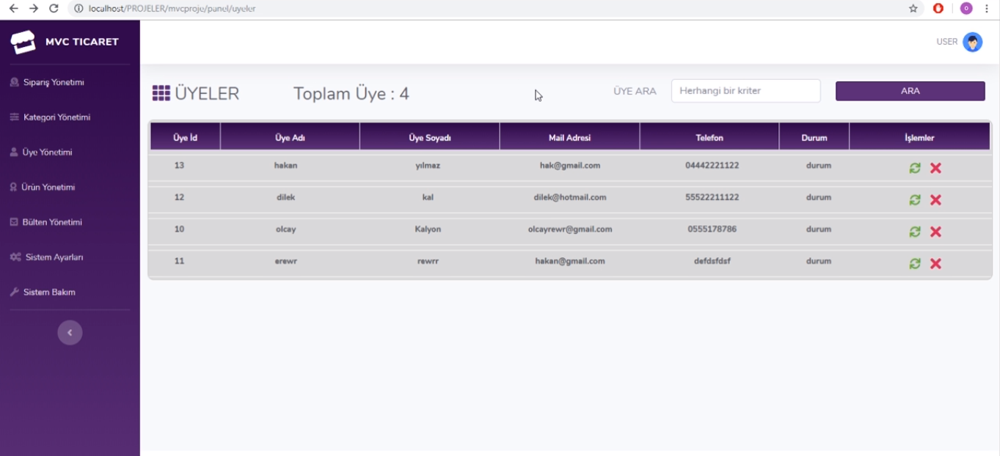 localhost/PROJELER/mvcproje/panel/uyeler
MVC TICARET
USER
Sipariş Yönetimi
Kategori Yönetimi
Üye Yönetimi
Ürün Yönetimi
Bülten Yönetimi
Sistem Ayarları
Sistem Bakım
ÜYELER Toplam Üye : 4 ÜYE ARA Herhangi bir kriter ARA
Üye İd Üye Adı Üye Soyadı Mail Adresi Telefon Durum İşlemler
13 hakan yılmaz hak@gmail.com 04442221122 durum
12 dilek kal dilek@hotmail.com 55522211122 durum
10 olcay Kalyon olcayrewr@gmail.com 0555178786 durum
11 erewr rewrr hakan@gmail.com defdsfdsf durum